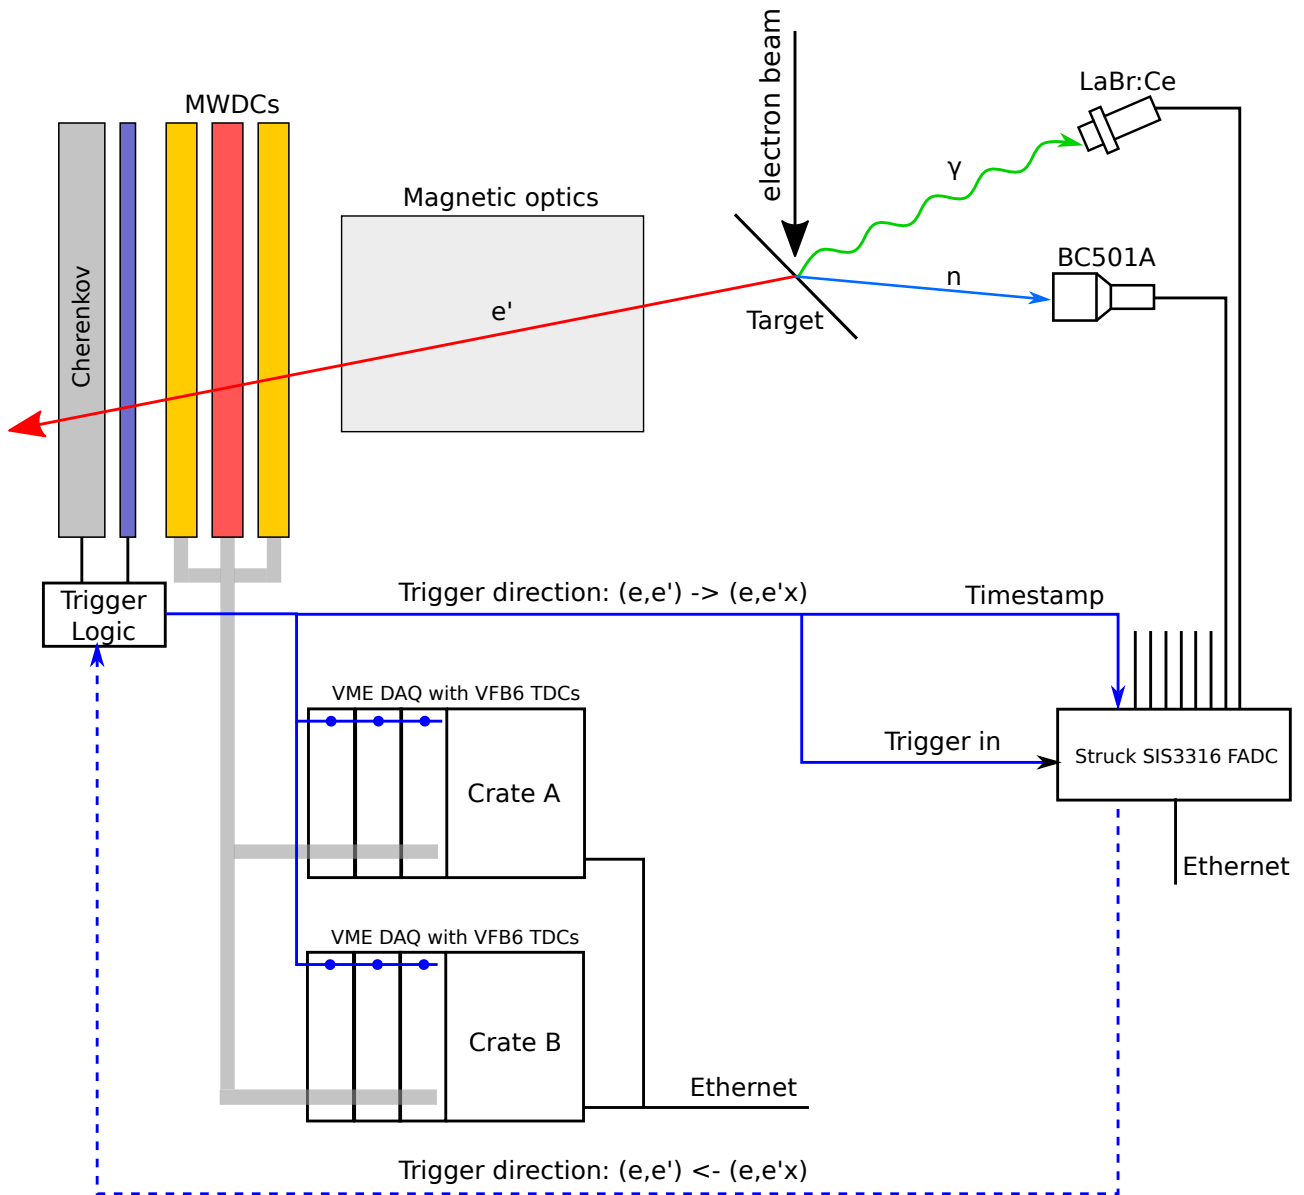 electron beam
LaBr:Ce
MWDCs
γ
Magnetic optics
BC501A
n
e'
Target
Cherenkov
Trigger
Logic
Trigger direction: (e,e') -> (e,e'x)
Timestamp
VME DAQ with VFB6 TDCs
Trigger in
Struck SIS3316 FADC
Crate A
Ethernet
VME DAQ with VFB6 TDCs
Crate B
Ethernet
Trigger direction: (e,e') <- (e,e'x)